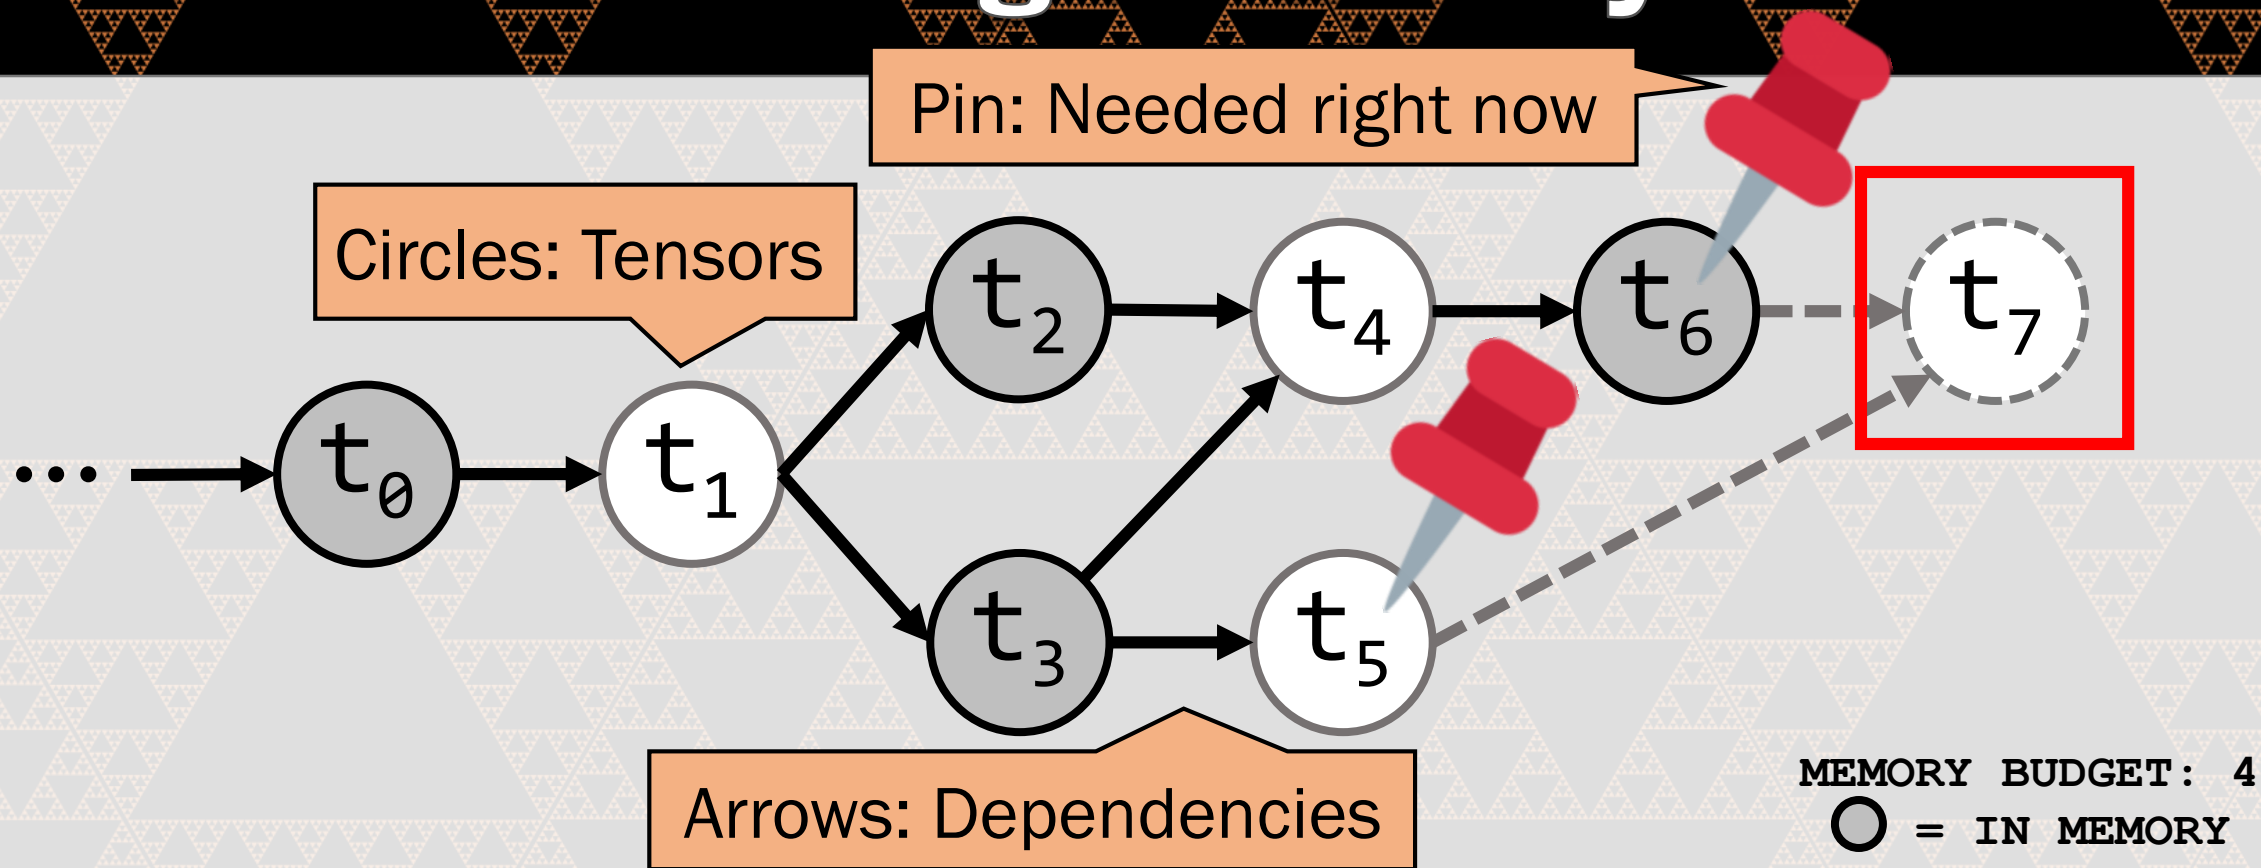 Pin: Needed right now
Circles: Tensors
t2
t4
t6
t7
... t0
t1
t3
t5
Arrows: Dependencies
MEMORY BUDGET: 4
= IN MEMORY